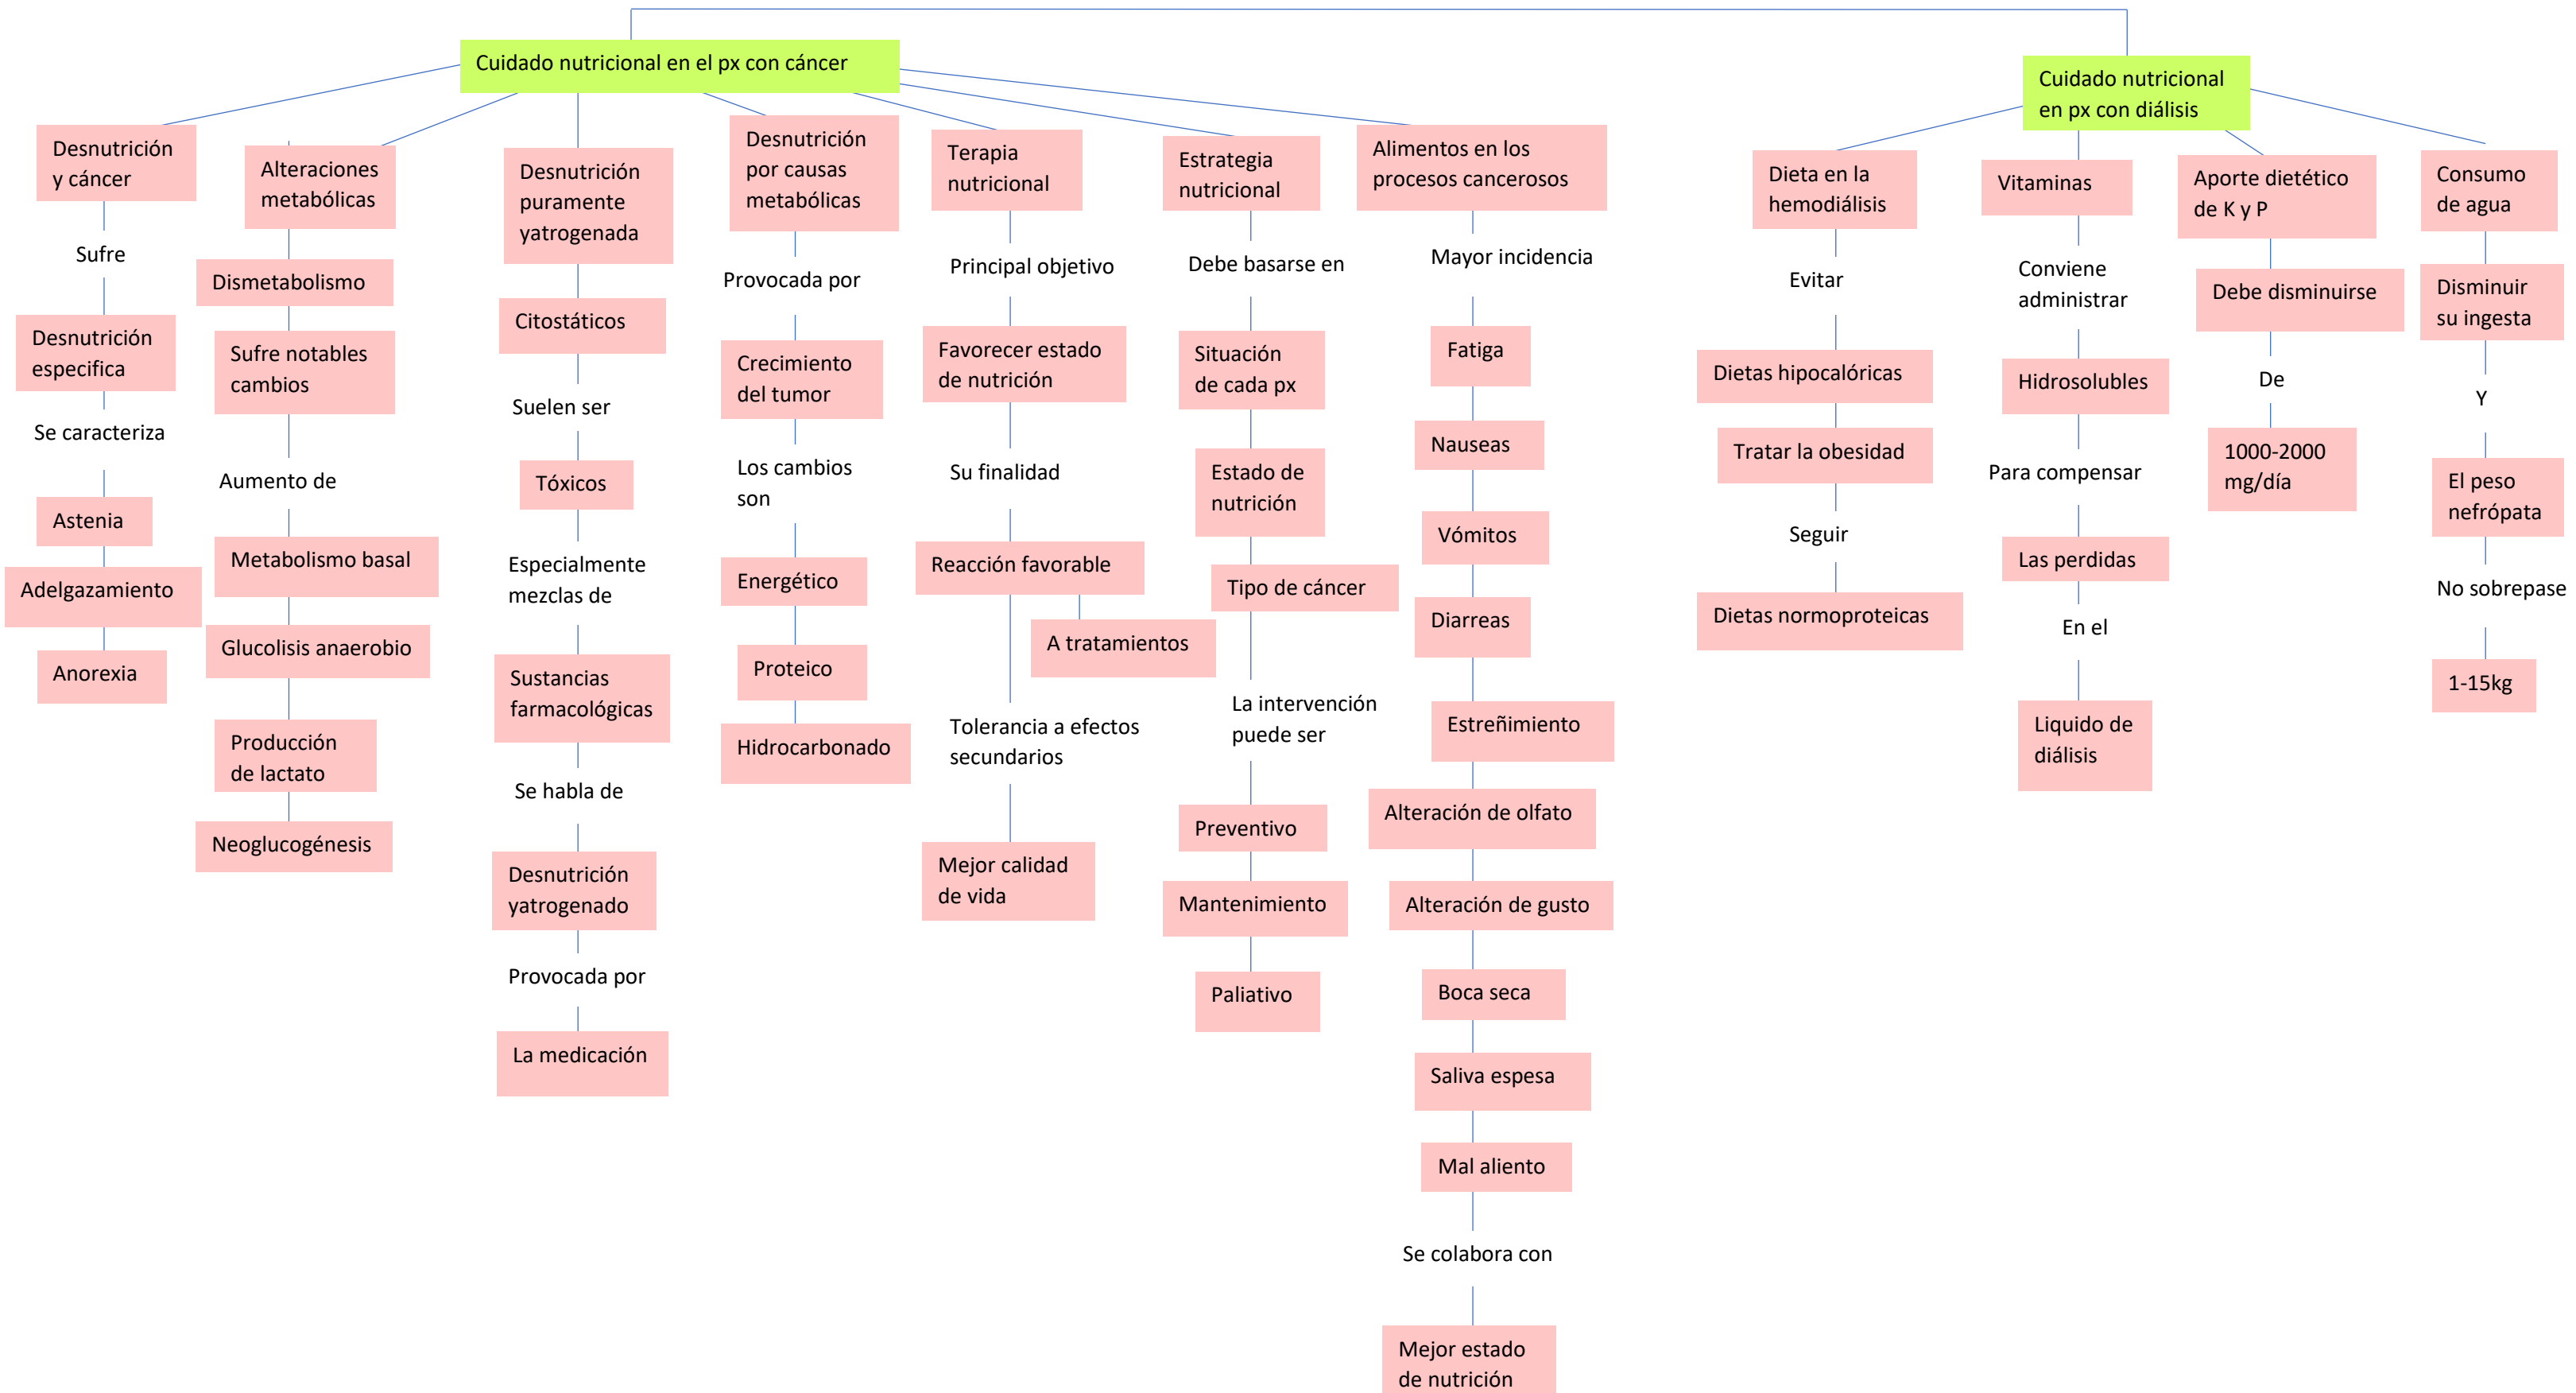 Cuidado nutricional en el px con cáncer
Desnutrición
y cáncer
Sufre
Desnutrición
especifica
Se caracteriza
Astenia
Adelgazamiento
Anorexia
Alteraciones
metabólicas
Dismetabolismo
Sufre notables
cambios
Aumento de
Metabolismo basal
Glucolisis anaerobio
Producción
de lactato
Neoglucogénesis
Desnutrición
puramente
yatrogenada
Citostáticos
Suelen ser
Tóxicos
Especialmente
mezclas de
Sustancias
farmacológicas
Se habla de
Desnutrición
yatrogenado
Provocada por
La medicación
Desnutrición
por causas
metabólicas
Provocada por
Crecimiento
del tumor
Los cambios
son
Energético
Proteico
Hidrocarbonado
Terapia
nutricional
Principal objetivo
Favorecer estado
de nutrición
Su finalidad
Reacción favorable
A tratamientos
Tolerancia a efectos
secundarios
Mejor calidad
de vida
Estrategia
nutricional
Debe basarse en
Situación
de cada px
Estado de
nutrición
Tipo de cáncer
La intervención
puede ser
Preventivo
Mantenimiento
Paliativo
Alimentos en los
procesos cancerosos
Mayor incidencia
Fatiga
Nauseas
Vómitos
Diarreas
Estreñimiento
Alteración de olfato
Alteración de gusto
Boca seca
Saliva espesa
Mal aliento
Se colabora con
Mejor estado
de nutrición
Cuidado nutricional
en px con diálisis
Dieta en la
hemodiálisis
Evitar
Dietas hipocalóricas
Tratar la obesidad
Seguir
Dietas normoproteicas
Vitaminas
Conviene
administrar
Hidrosolubles
Para compensar
Las perdidas
En el
Liquido de
diálisis
Aporte dietético
de K y P
Debe disminuirse
De
1000-2000
mg/día
Consumo
de agua
Disminuir
su ingesta
Y
El peso
nefrópata
No sobrepase
1-15kg